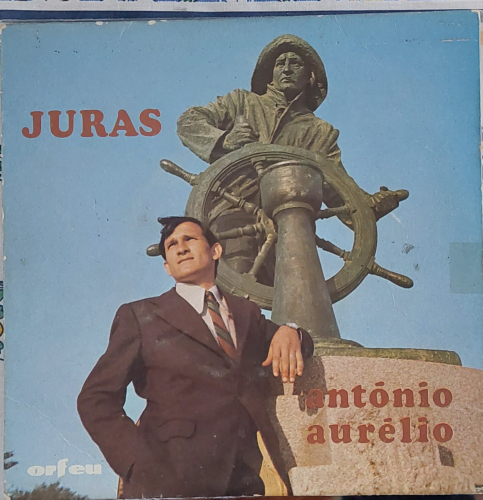 JURAS
antónio
aurélio
orfeu